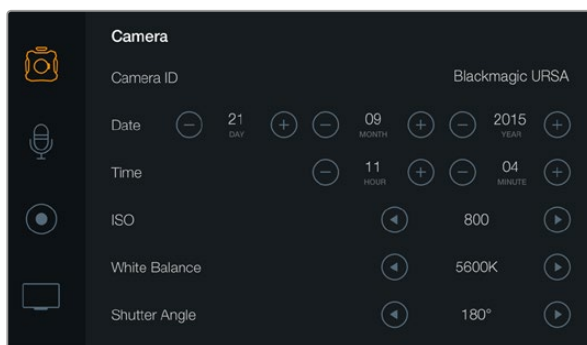 Camera
Camera ID Blackmagic URSA
Date 21 DAY 09 MONTH 2015 YEAR
Time 11 HOUR 04 MINUTE
ISO 800
White Balance 5600K
Shutter Angle 180°